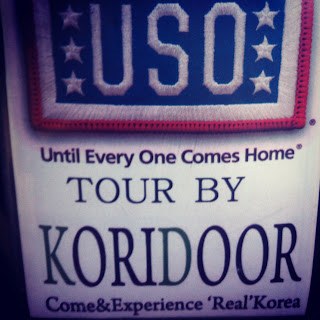 USO
Until Every One Comes Home®
TOUR BY
KORIDOOR
Come&Experience 'Real'Korea